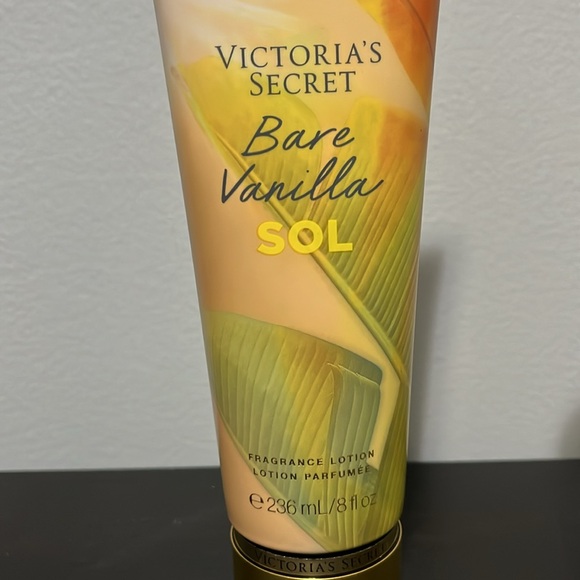 VICTORIA'S
SECRET
Bare
Vanilla
SOL
FRAGRANCE LOTION
LOTION PARFUMÉE
℮ 236 mL/8 fl oz
VICTORIA'S SECRET